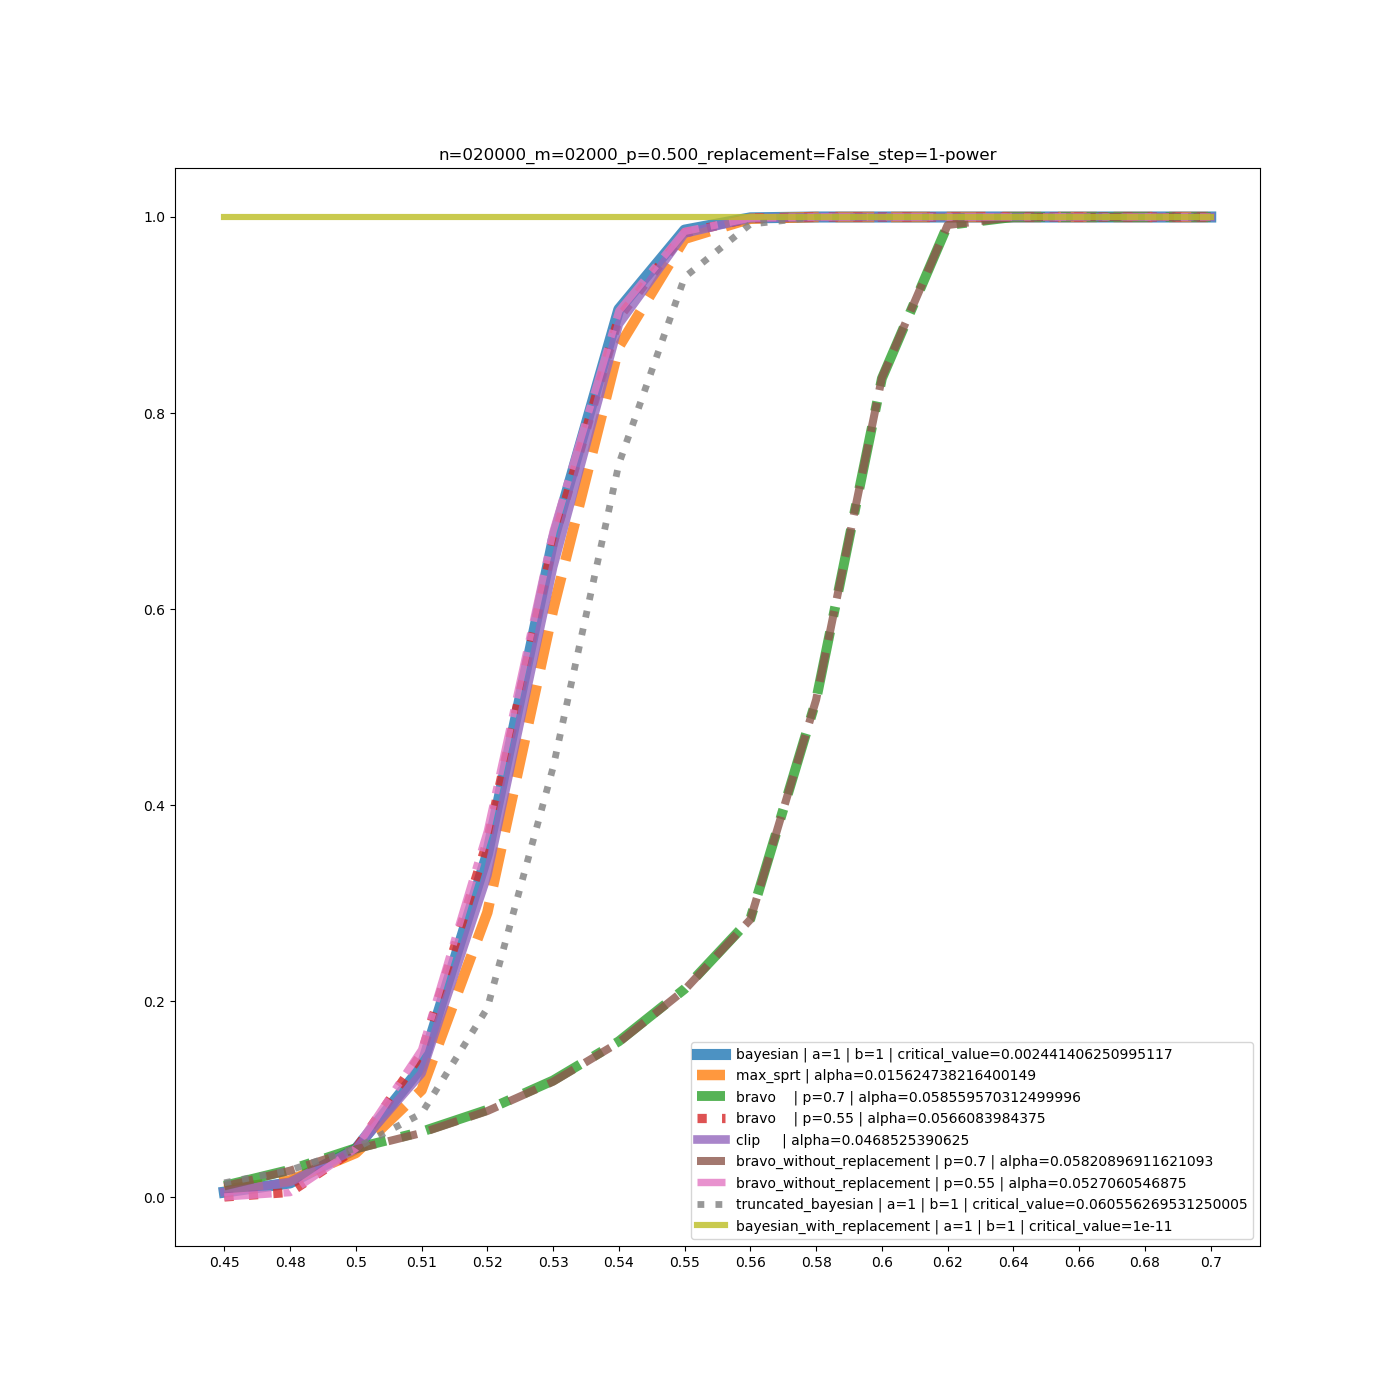 n=020000_m=02000_p=0.500_replacement=False_step=1-power
1.0
0.8
0.6
0.4
0.2
0.0
bayesian | a=1 | b=1 | critical_value=0.002441406250995117
max_sprt | alpha=0.015624738216400149
bravo | p=0.7 | alpha=0.058559570312499996
bravo | p=0.55 | alpha=0.0566083984375
clip | alpha=0.0468525390625
bravo_without_replacement | p=0.7 | alpha=0.05820896911621093
bravo_without_replacement | p=0.55 | alpha=0.0527060546875
truncated_bayesian | a=1 | b=1 | critical_value=0.060556269531250005
bayesian_with_replacement | a=1 | b=1 | critical_value=1e-11
0.45 0.48 0.5 0.51 0.52 0.53 0.54 0.55 0.56 0.58 0.6 0.62 0.64 0.66 0.68 0.7